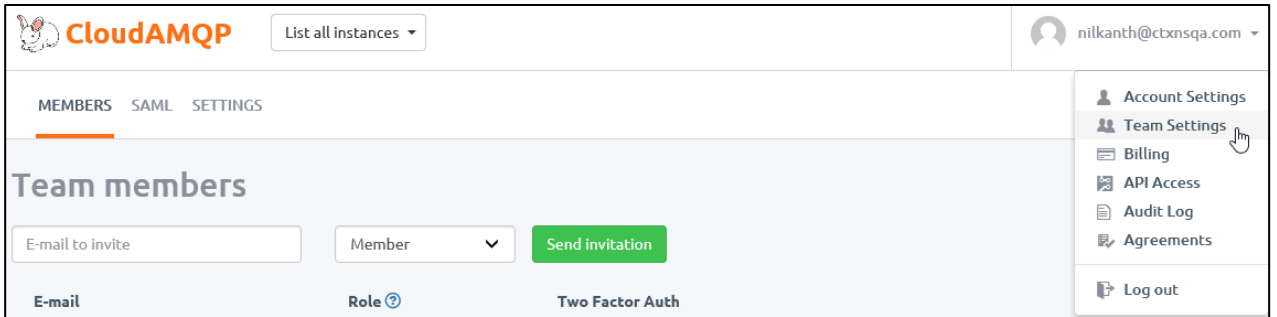 CloudAMQP
List all instances
nilkanth@ctxnsqa.com
MEMBERS SAML SETTINGS
Account Settings
Team Settings
Billing
API Access
Audit Log
Agreements
Log out
Team members
E-mail to invite
Member
Send invitation
E-mail Role ? Two Factor Auth